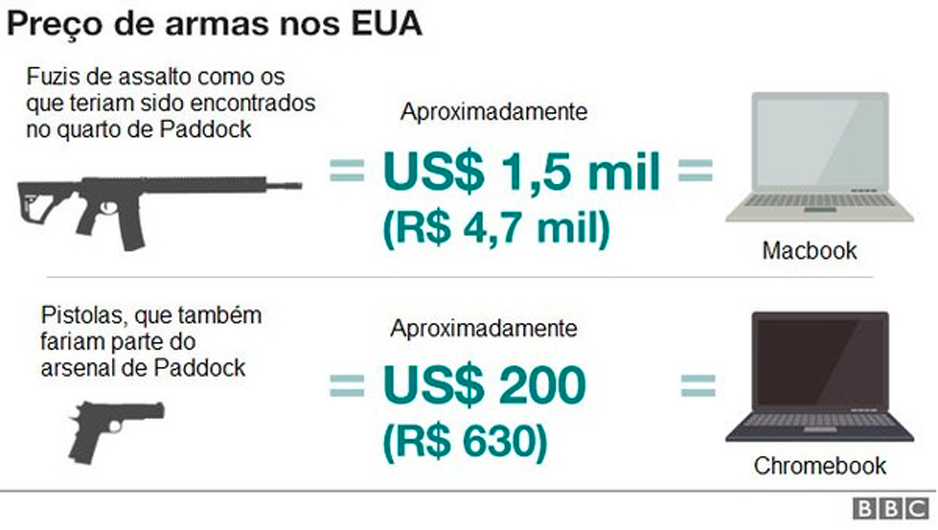 Preço de armas nos EUA
Fuzis de assalto como os
que teriam sido encontrados
no quarto de Paddock
Aproximadamente
= US$ 1,5 mil =
(R$ 4,7 mil)
Macbook
Pistolas, que também
fariam parte do
arsenal de Paddock
Aproximadamente
= US$ 200 =
(R$ 630)
Chromebook
BBC